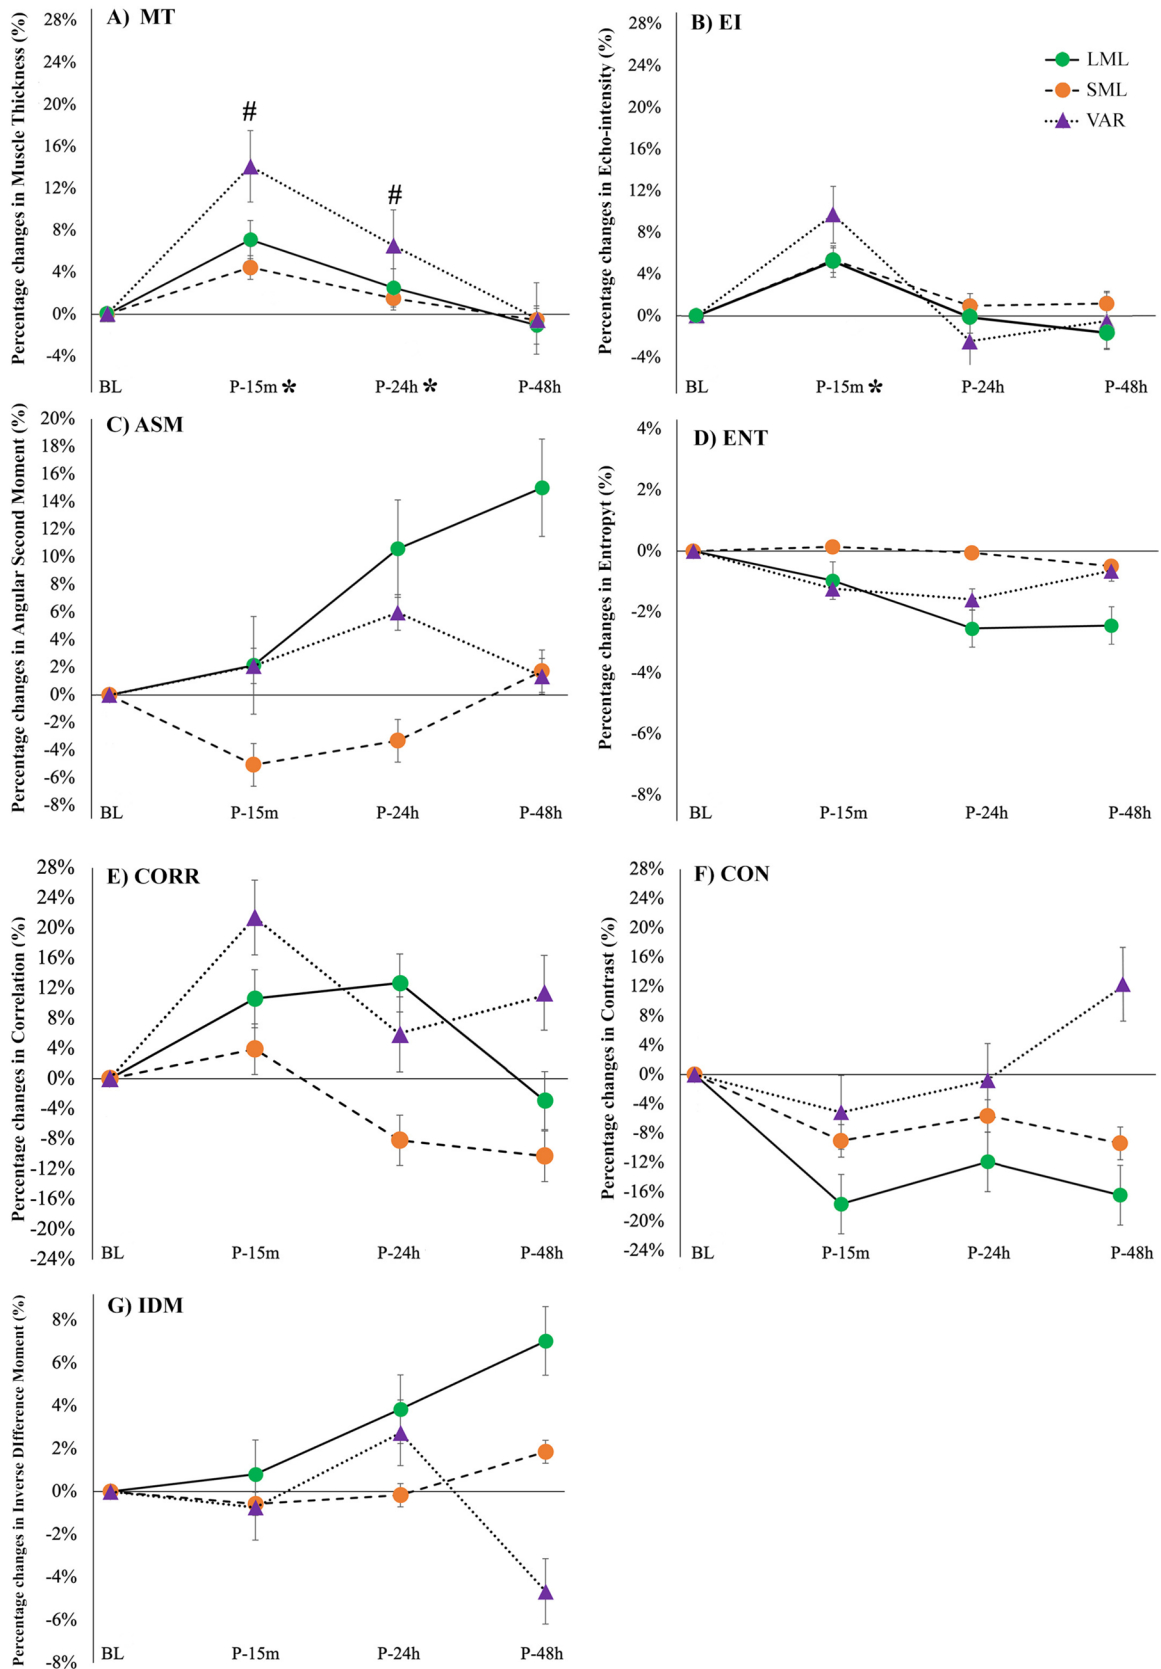 A) MT
Percentage changes in Muscle Thickness (%)
28%
24%
20%
16%
12%
8%
4%
0%
-4%
#
#
BL
P-15m *
P-24h *
P-48h
B) EI
Percentage changes in Echo-intensity (%)
28%
24%
20%
16%
12%
8%
4%
0%
-4%
LML
SML
VAR
BL
P-15m *
P-24h
P-48h
C) ASM
Percentage changes in Angular Second Moment (%)
20%
18%
16%
14%
12%
10%
8%
6%
4%
2%
0%
-2%
-4%
-6%
-8%
BL
P-15m
P-24h
P-48h
D) ENT
Percentage changes in Entropyt (%)
4%
2%
0%
-2%
-4%
-6%
-8%
BL
P-15m
P-24h
P-48h
E) CORR
Percentage changes in Correlation (%)
28%
24%
20%
16%
12%
8%
4%
0%
-4%
-8%
-12%
-16%
-20%
-24%
BL
P-15m
P-24h
P-48h
F) CON
Percentage changes in Contrast (%)
28%
24%
20%
16%
12%
8%
4%
0%
-4%
-8%
-12%
-16%
-20%
-24%
BL
P-15m
P-24h
P-48h
G) IDM
Percentage changes in Inverse Difference Moment (%)
8%
6%
4%
2%
0%
-2%
-4%
-6%
-8%
BL
P-15m
P-24h
P-48h